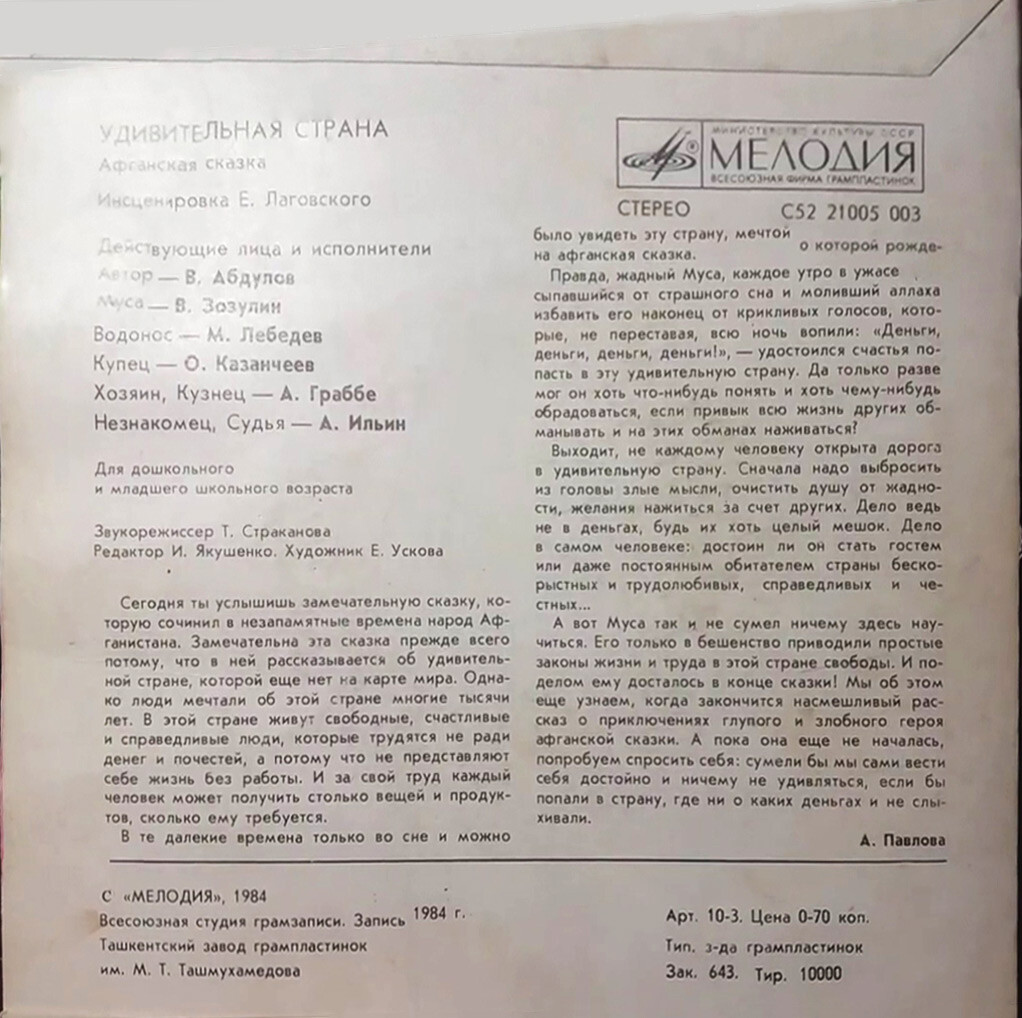 УДИВИТЕЛЬНАЯ СТРАНА
Афганская сказка
Инсценировка Е. Лаговского
Действующие лица и исполнители
Автор — В. Абдулов
Муса — В. Зозулин
Водонос — М. Лебедев
Купец — О. Казанчеев
Хозяин, Кузнец — А. Граббе
Незнакомец, Судья — А. Ильин
Для дошкольного
и младшего школьного возраста
Звукорежиссер Т. Страканова
Редактор И. Якушенко. Художник Е. Ускова
Сегодня ты услышишь замечательную сказку, ко-
торую сочинил в незапамятные времена народ Аф-
ганистана. Замечательна эта сказка прежде всего
потому, что в ней рассказывается об удивитель-
ной стране, которой еще нет на карте мира. Одна-
ко люди мечтали об этой стране многие тысячи
лет. В этой стране живут свободные, счастливые
и справедливые люди, которые трудятся не ради
денег и почестей, а потому что не представляют
себе жизнь без работы. И за свой труд каждый
человек может получить столько вещей и продук-
тов, сколько ему требуется.
В те далекие времена только во сне и можно
МИНИСТЕРСТВО КУЛЬТУРЫ СССР
МЕЛОДИЯ
ВСЕСОЮЗНАЯ ФИРМА ГРАМПЛАСТИНОК
СТЕРЕО С52 21005 003
было увидеть эту страну, мечтой о которой рожде-
на афганская сказка.
Правда, жадный Муса, каждое утро в ужасе
сыпавшийся от страшного сна и моливший аллаха
избавить его наконец от крикливых голосов, кото-
рые, не переставая, всю ночь вопили: «Деньги,
деньги, деньги, деньги!», — удостоился счастья по-
пасть в эту удивительную страну. Да только разве
мог он хоть что-нибудь понять и хоть чему-нибудь
обрадоваться, если привык всю жизнь других об-
манывать и на этих обманах наживаться?
Выходит, не каждому человеку открыта дорога
в удивительную страну. Сначала надо выбросить
из головы злые мысли, очистить душу от жадно-
сти, желания нажиться за счет других. Дело ведь
не в деньгах, будь их хоть целый мешок. Дело
в самом человеке: достоин ли он стать гостем
или даже постоянным обитателем страны беско-
рыстных и трудолюбивых, справедливых и че-
стных...
А вот Муса так и не сумел ничему здесь нау-
читься. Его только в бешенство приводили простые
законы жизни и труда в этой стране свободы. И по-
делом ему досталось в конце сказки! Мы об этом
еще узнаем, когда закончится насмешливый рас-
сказ о приключениях глупого и злобного героя
афганской сказки. А пока она еще не началась,
попробуем спросить себя: сумели бы мы сами вести
себя достойно и ничему не удивляться, если бы
попали в страну, где ни о каких деньгах и не слы-
хивали.
А. Павлова
С «МЕЛОДИЯ», 1984
Всесоюзная студия грамзаписи. Запись 1984 г.
Ташкентский завод грампластинок
им. М. Т. Ташмухамедова
Арт. 10-3. Цена 0-70 коп.
Тип. з-да грампластинок
Зак. 643. Тир. 10000